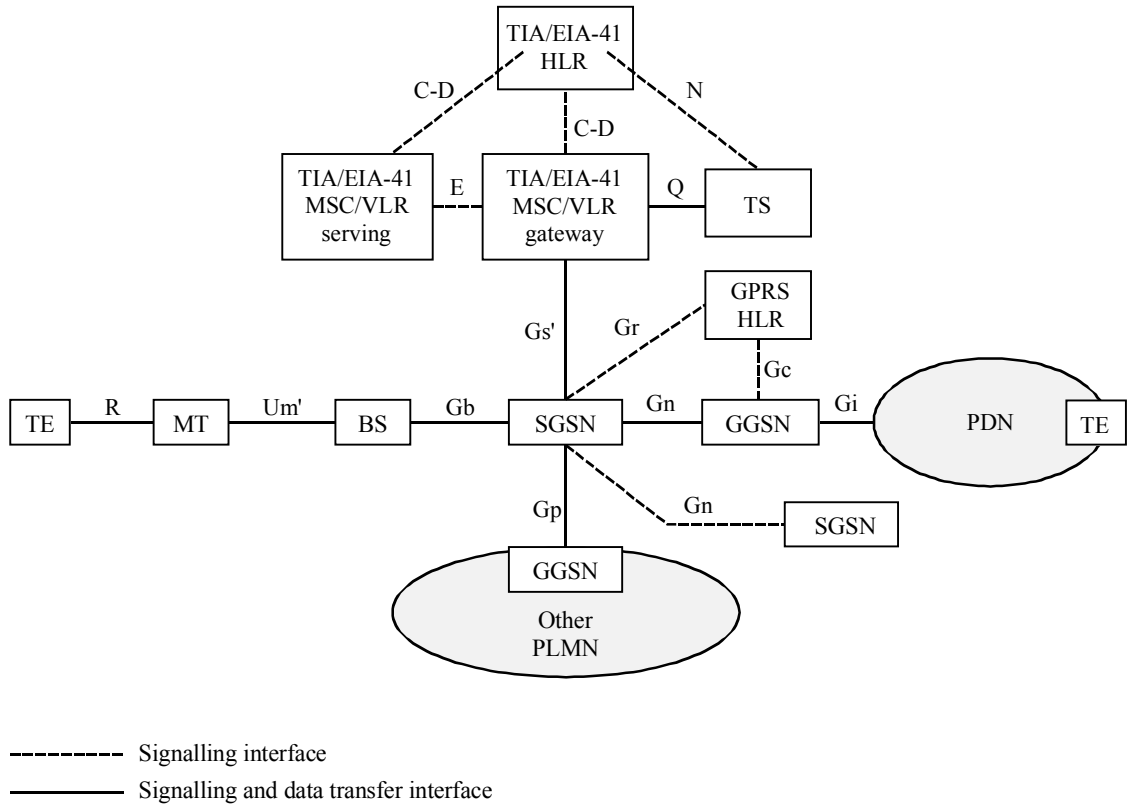 TIA/EIA-41
HLR
C-D
N
C-D
TIA/EIA-41
MSC/VLR
serving
E
TIA/EIA-41
MSC/VLR
gateway
Q
TS
GPRS
HLR
Gs'
Gr
Gc
TE
R
MT
Um'
BS
Gb
SGSN
Gn
GGSN
Gi
PDN
TE
Gp
Gn
SGSN
GGSN
Other
PLMN
Signalling interface
Signalling and data transfer interface